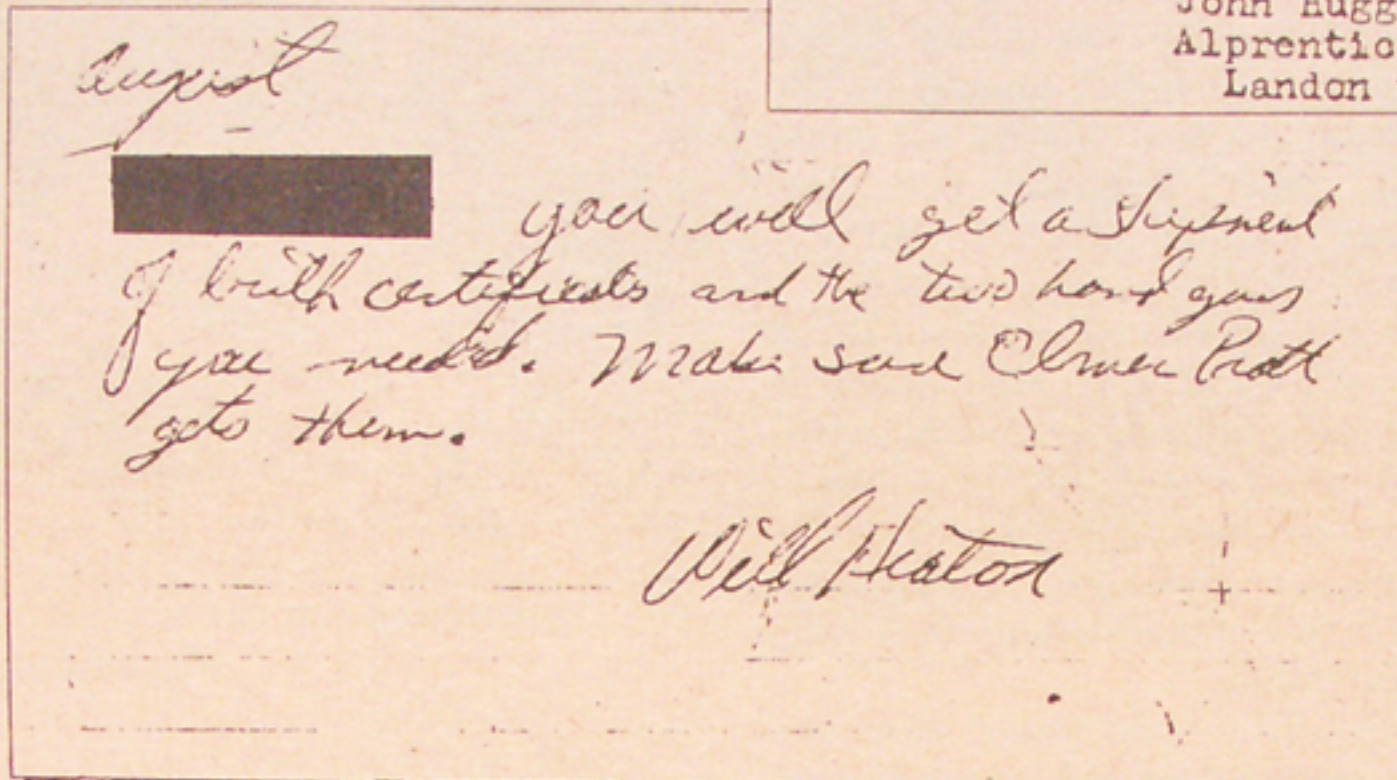 John Hugg
Alprentic
Landon
August
you will get a shipment
of birth certificates and the two hand guns
you need. Make sure Elmer Pratt
gets them.
Will Heaton